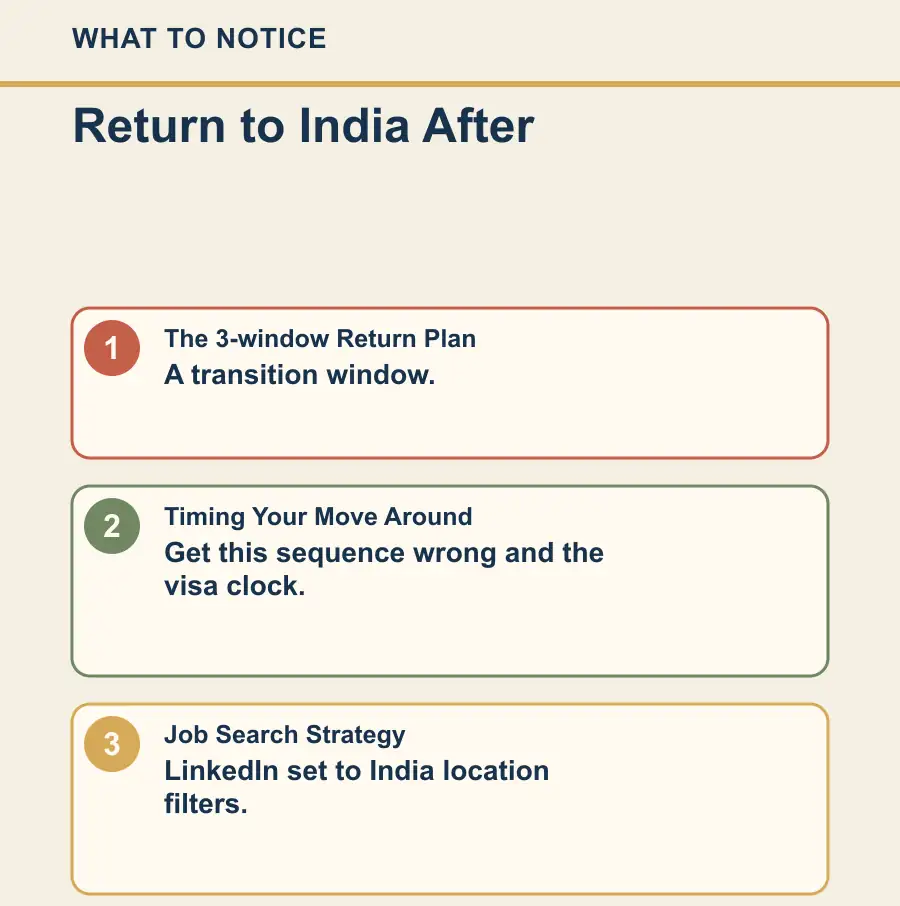 WHAT TO NOTICE
Return to India After
1
The 3-window Return Plan
A transition window.
2
Timing Your Move Around
Get this sequence wrong and the
visa clock.
3
Job Search Strategy
LinkedIn set to India location
filters.